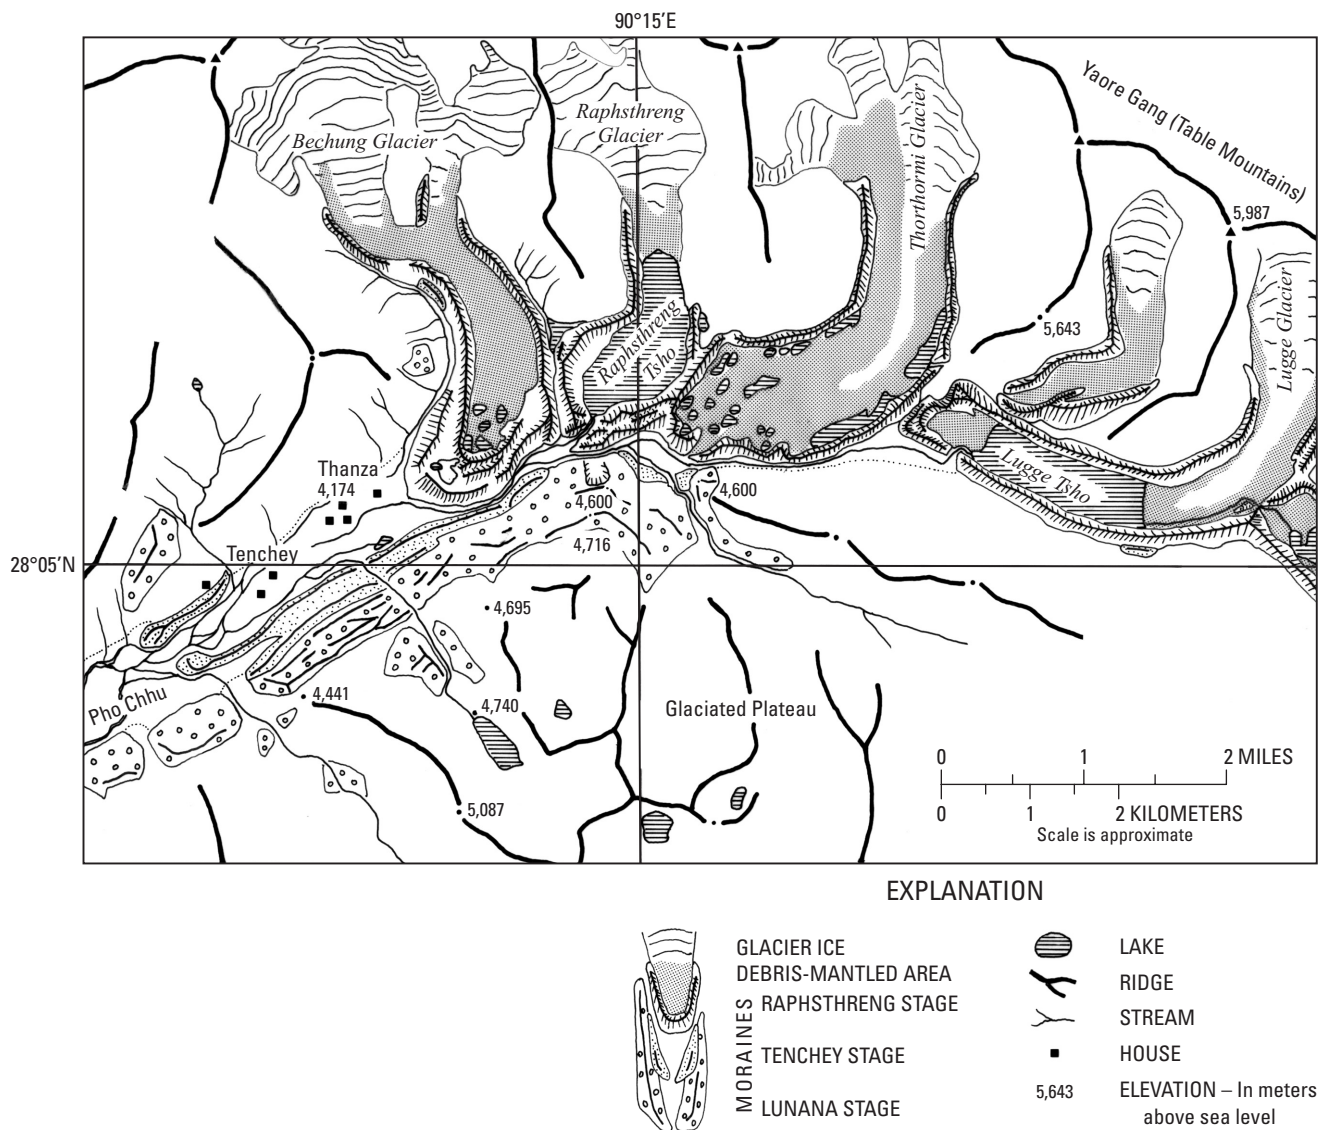 90°15′E
Yaore Gang (Table Mountains)
Bechung Glacier
Raphsthreng
Glacier
Thorthormi Glacier
5,987
5,643
Lugge Glacier
Raphsthreng
Tsho
Lugge Tsho
Thanza
4,174
4,600
4,600
4,716
Tenchey
28°05′N
4,695
4,441
4,740
Pho Chhu
Glaciated Plateau
5,087
0 1 2 MILES
0 1 2 KILOMETERS
Scale is approximate
EXPLANATION
GLACIER ICE
DEBRIS-MANTLED AREA
MORAINES
RAPHSTHRENG STAGE
TENCHEY STAGE
LUNANA STAGE
LAKE
RIDGE
STREAM
HOUSE
5,643 ELEVATION – In meters
above sea level